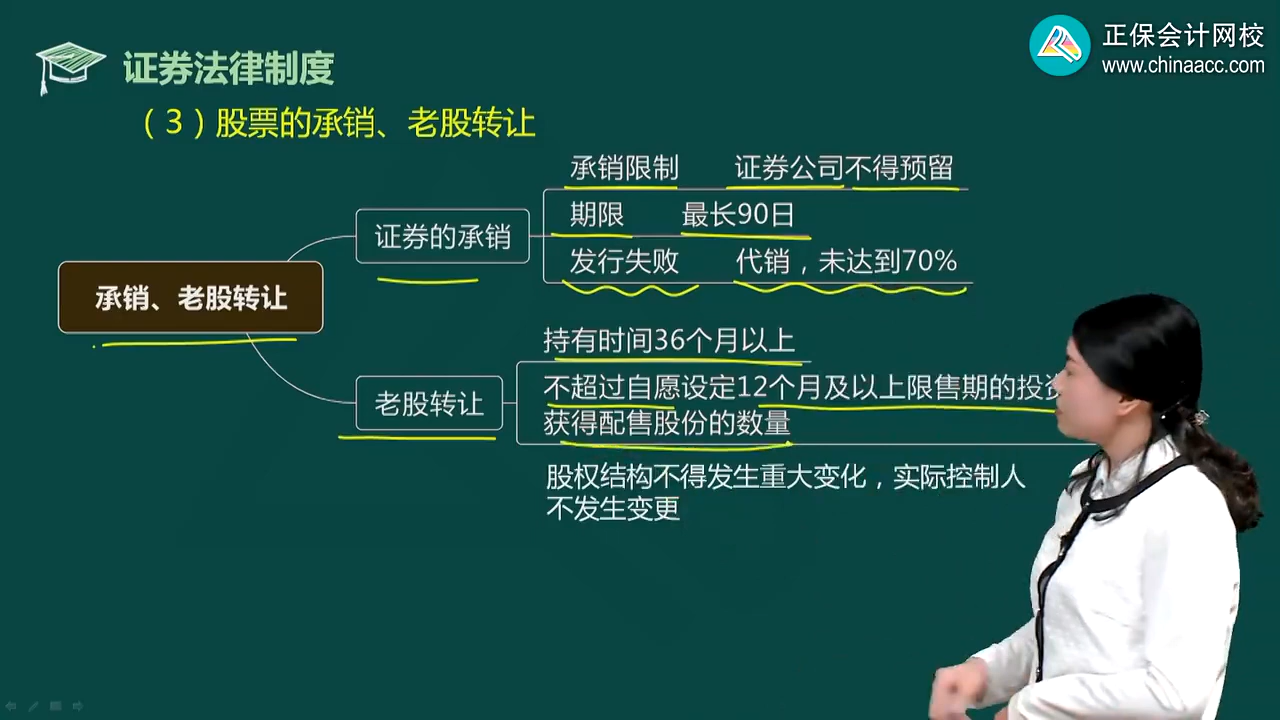 正保会计网校
www.chinaacc.com
证券法律制度
（3）股票的承销、老股转让
承销限制 证券公司不得预留
期限 最长90日
证券的承销
发行失败 代销，未达到70%
承销、老股转让
持有时间36个月以上
不超过自愿设定12个月及以上限售期的投
获得配售股份的数量
老股转让
股权结构不得发生重大变化，实际控制人
不发生变更